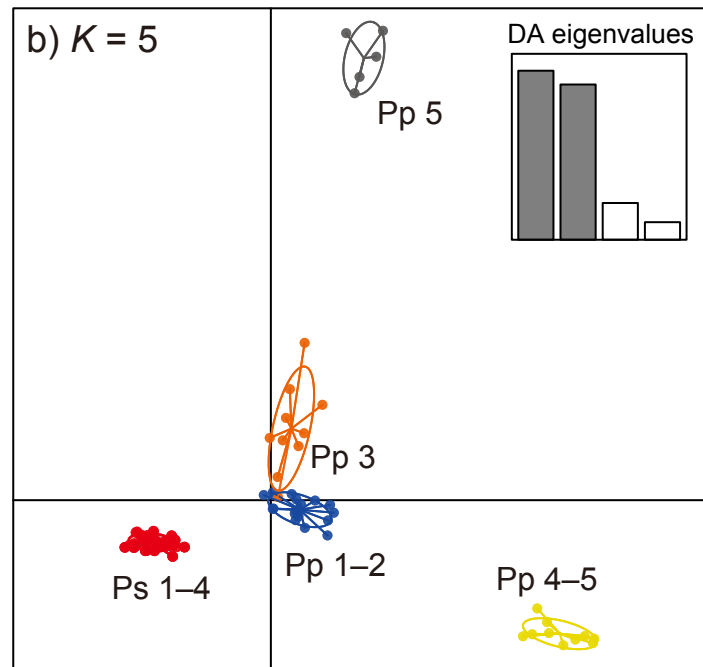 b) K = 5
DA eigenvalues
Pp 5
Pp 3
Pp 1–2
Ps 1–4
Pp 4–5